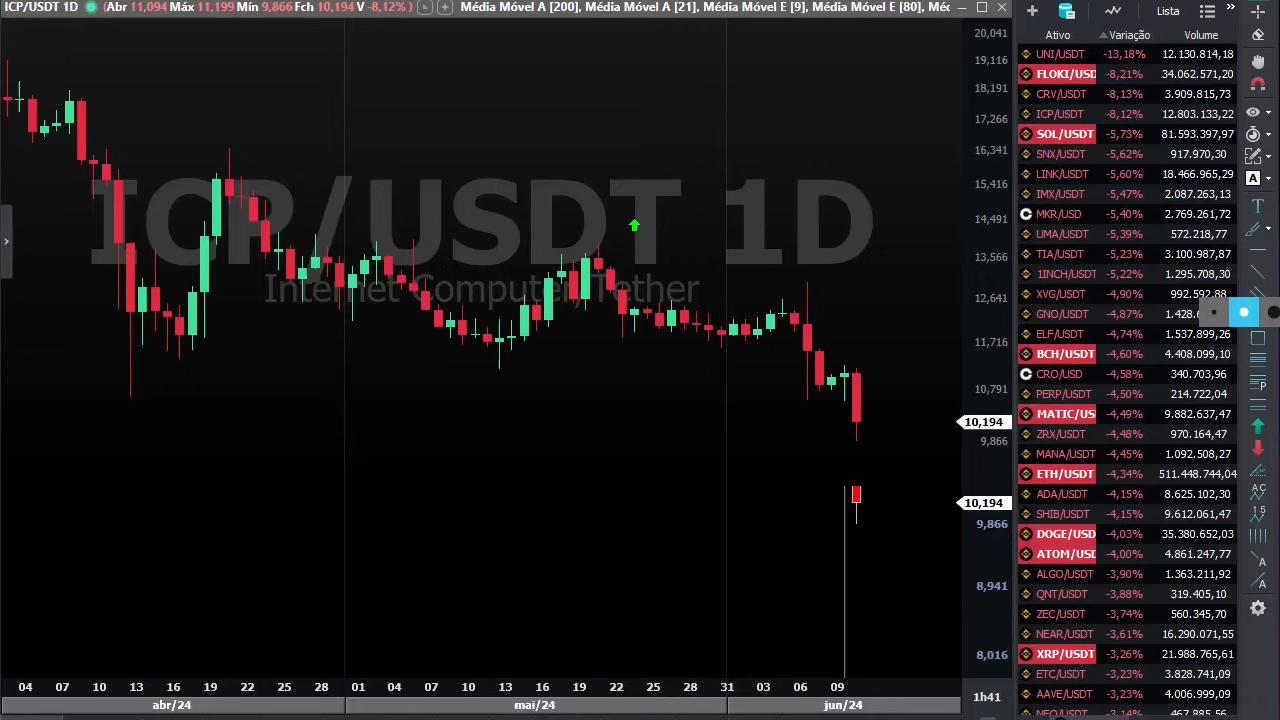 ICP/USDT 1D (Abr 11,094 Máx 11,199 Mín 9,866 Fch 10,194 V -8,12%) Média Móvel A [200], Média Móvel A [21], Média Móvel E [9], Média Móvel E [80],
ICP/USDT 1D
Internet Computer/Tether
20,041
19,116
18,191
17,266
16,341
15,416
14,491
13,566
12,641
11,716
10,791
10,194
9,866
10,194
9,866
8,941
8,016
04 07 10 13 16 19 22 25 28 01 04 07 10 13 16 19 22 25 28 31 03 06 09
abr/24 mai/24 jun/24
1h41
Lista
Ativo Variação Volume
UNI/USDT -13,18% 12.130.814,18
FLOKI/USD -8,21% 34.062.571,20
CRV/USDT -8,13% 3.909.815,73
ICP/USDT -8,12% 12.803.133,22
SOL/USDT -5,73% 81.593.397,97
SNX/USDT -5,62% 917.970,30
LINK/USDT -5,60% 18.466.965,29
IMX/USDT -5,47% 2.087.263,13
MKR/USD -5,40% 2.769.261,72
UMA/USDT -5,39% 572.218,77
TIA/USDT -5,23% 3.100.987,87
1INCH/USDT -5,22% 1.295.708,30
XVG/USDT -4,90% 992.592,88
GNO/USDT -4,87% 1.428.
ELF/USDT -4,74% 1.537.899,26
BCH/USDT -4,60% 4.408.099,10
CRO/USD -4,58% 340.703,96
PERP/USDT -4,50% 214.722,04
MATIC/US -4,49% 9.882.637,47
ZRX/USDT -4,48% 970.164,47
MANA/USDT -4,45% 1.092.508,27
ETH/USDT -4,34% 511.448.744,04
ADA/USDT -4,15% 8.625.102,30
SHIB/USDT -4,15% 9.612.061,47
DOGE/USD -4,03% 35.380.652,03
ATOM/USD -4,00% 4.861.247,77
ALGO/USDT -3,90% 1.363.211,92
QNT/USDT -3,88% 319.405,10
ZEC/USDT -3,74% 560.345,70
NEAR/USDT -3,61% 16.290.071,55
XRP/USDT -3,26% 21.988.765,61
ETC/USDT -3,23% 3.828.741,09
AAVE/USDT -3,23% 4.006.999,09
NEO/USDT -3,14% 467.885,56
A
T
P
AC
1 5
A
A